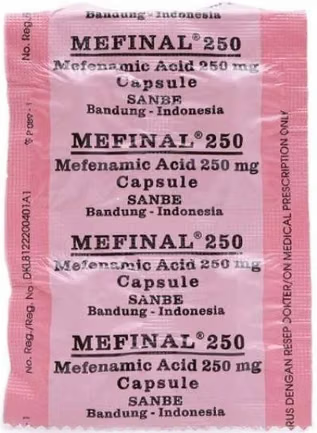 Bandung - Indonesia
MEFINAL® 250
Mefenamic Acid 250 mg
Capsule
SANBE
Bandung - Indonesia
MEFINAL® 250
Mefenamic Acid 250 mg
Capsule
SANBE
Bandung - Indonesia
MEFINAL® 250
Mefenamic Acid 250 mg
Capsule
SANBE
Bandung - Indonesia
MEFINAL® 250
Mefenamic Acid 250 mg
Capsule
SANBE
Bandung - Indonesia
No. Reg./Reg. No. DKL8122200401A1
No. Reg.
RUS DENGAN RESEP DOKTER/ON MEDICAL PRESCRIPTION ONLY